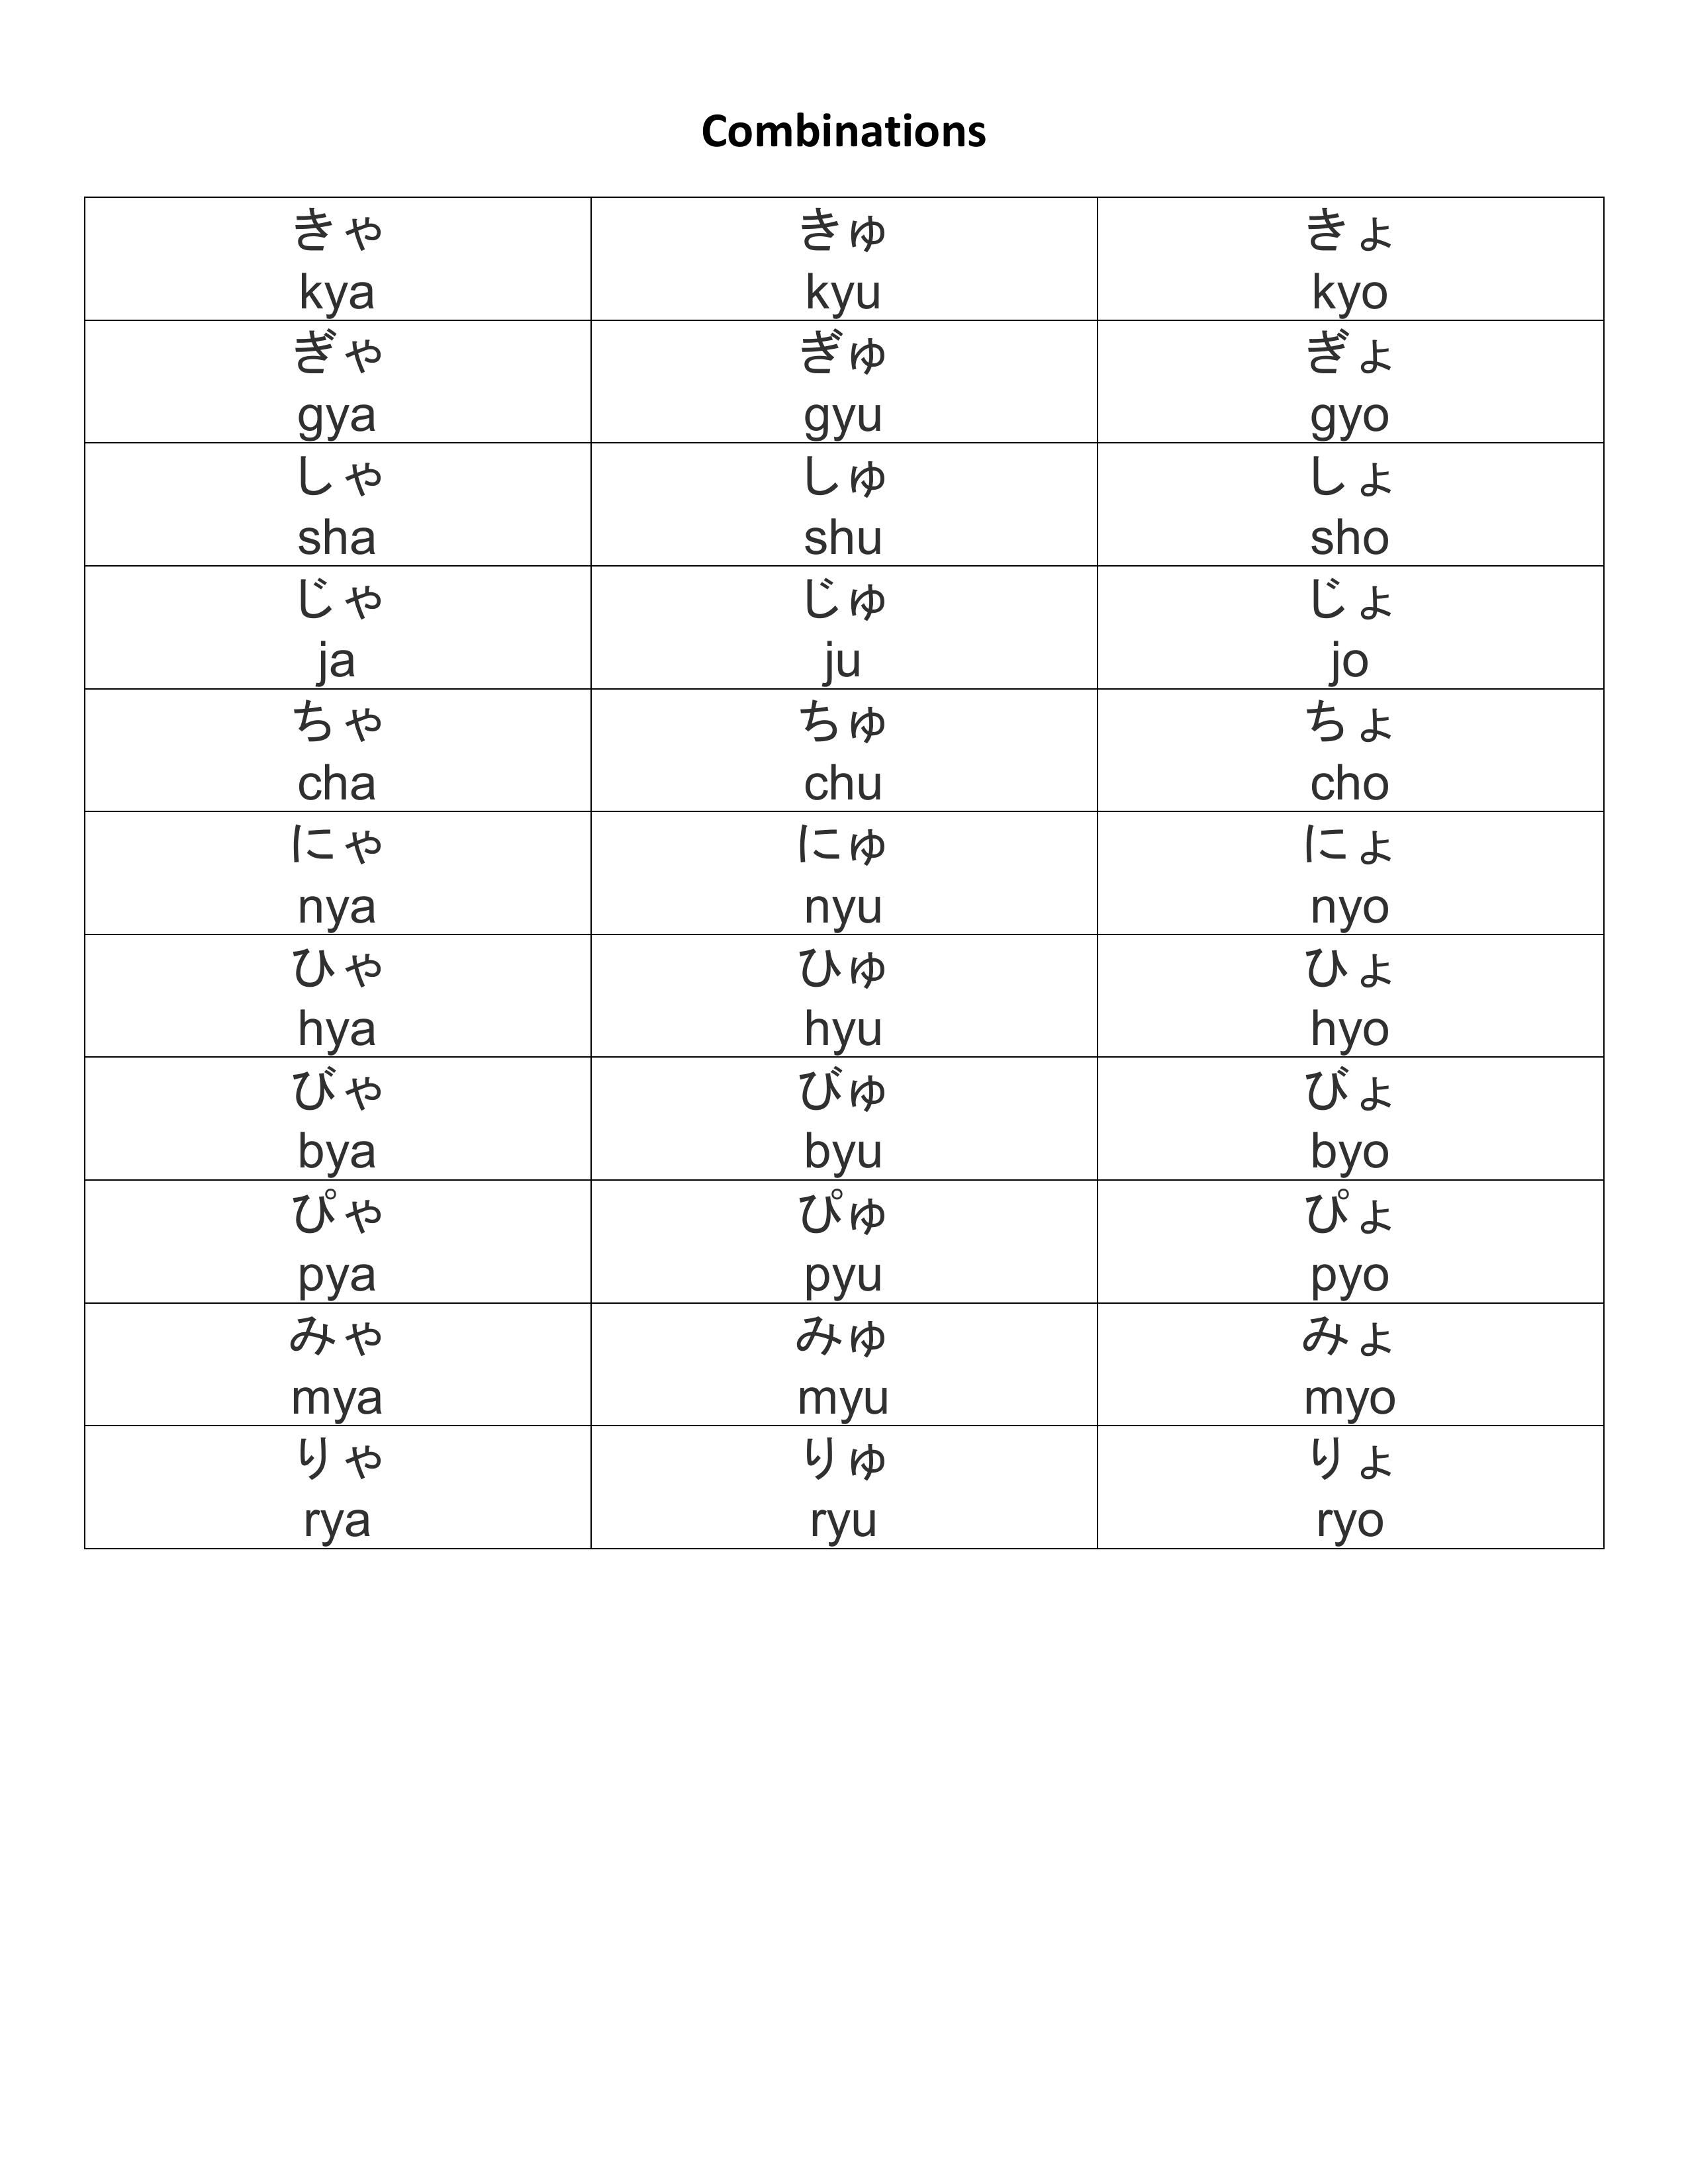 Combinations
きゃ きゅ きょ
kya kyu kyo
ぎゃ ぎゅ ぎょ
gya gyu gyo
しゃ しゅ しょ
sha shu sho
じゃ じゅ じょ
ja ju jo
ちゃ ちゅ ちょ
cha chu cho
にゃ にゅ にょ
nya nyu nyo
ひゃ ひゅ ひょ
hya hyu hyo
びゃ びゅ びょ
bya byu byo
ぴゃ ぴゅ ぴょ
pya pyu pyo
みゃ みゅ みょ
mya myu myo
りゃ りゅ りょ
rya ryu ryo